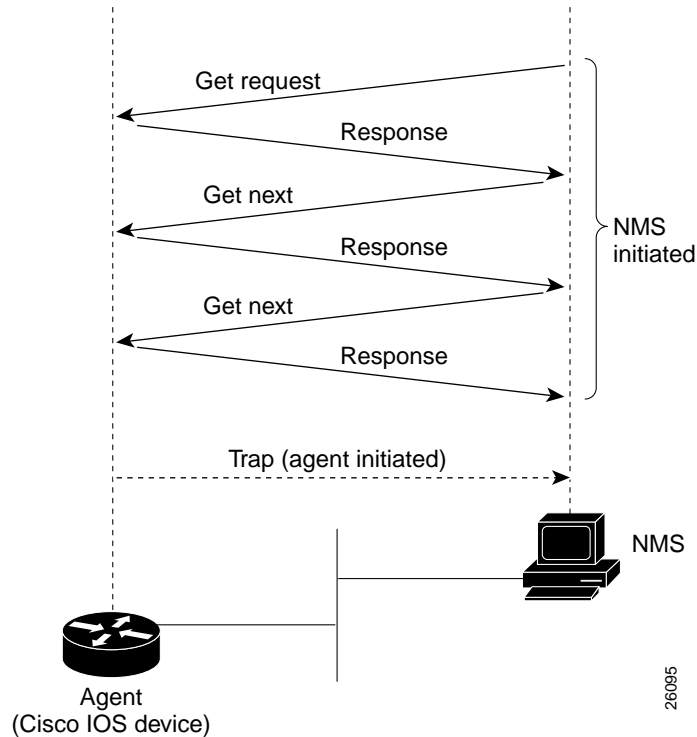 Get request
Response
Get next
Response
NMS
initiated
Get next
Response
Trap (agent initiated)
NMS
Agent
(Cisco IOS device)
26095